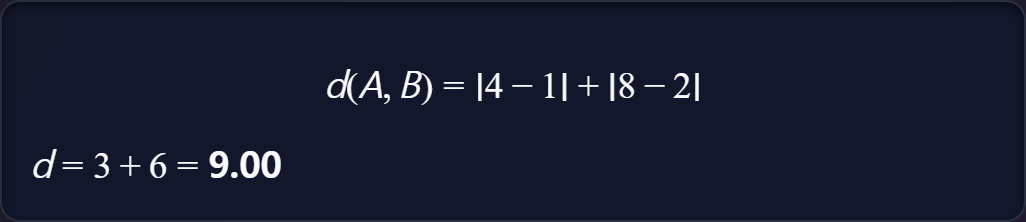 d(A, B) = |4 − 1| + |8 − 2|
d = 3 + 6 = 9.00